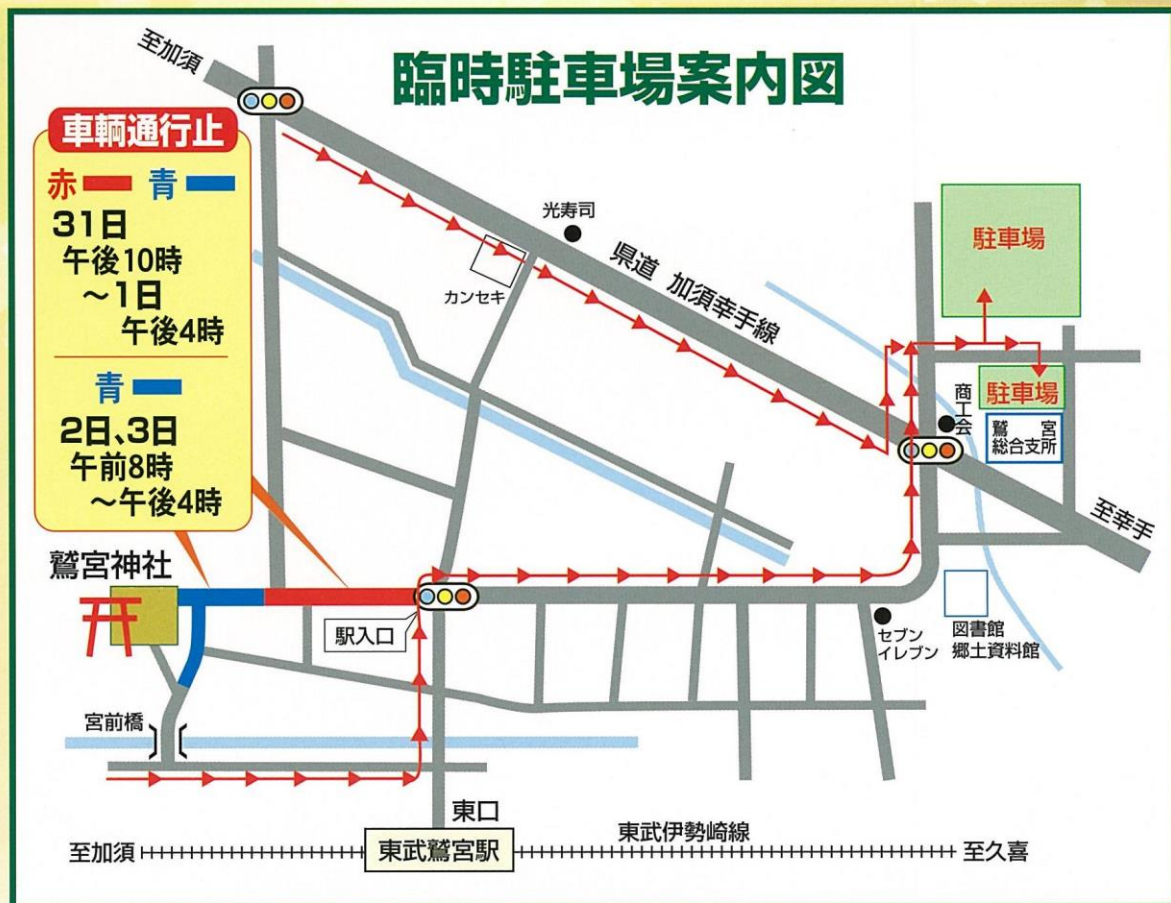 臨時駐車場案内図
至加須
車輌通行止
赤 青
31日
午後10時
～1日
午後4時
青
2日、3日
午前8時
～午後4時
光寿司
カンセキ
県道 加須幸手線
駐車場
駐車場
商工会
鷲宮
総合支所
至幸手
鷲宮神社
駅入口
セブン
イレブン
図書館
郷土資料館
宮前橋
東口
東武伊勢崎線
至加須
東武鷲宮駅
至久喜